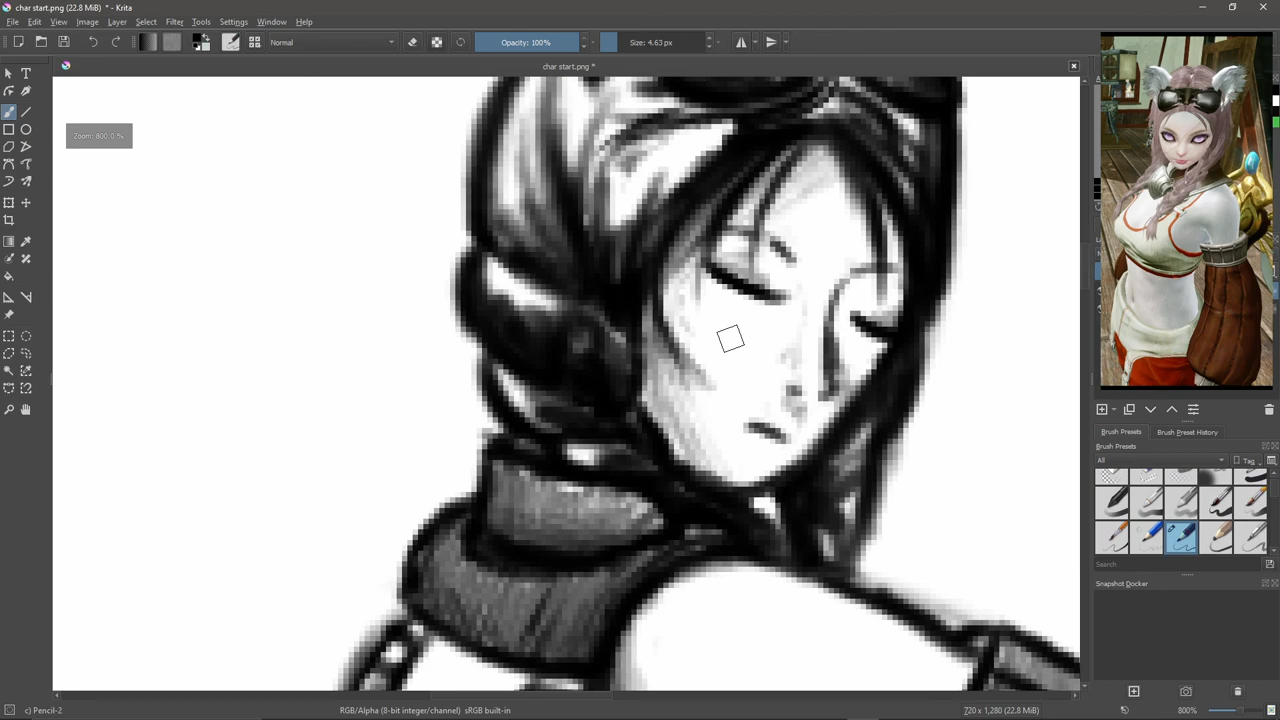 char start.png (22.8 MiB) * - Krita
File Edit View Image Layer Select Filter Tools Settings Window Help
Normal
Opacity: 100%
Size: 4.63 px
char start.png *
Zoom: 800.0 %
Brush Presets Brush Preset History
Brush Presets
All
Tag
Search
Snapshot Docker
c) Pencil-2
RGB/Alpha (8-bit integer/channel) sRGB built-in
720 x 1,280 (22.8 MiB)
800%